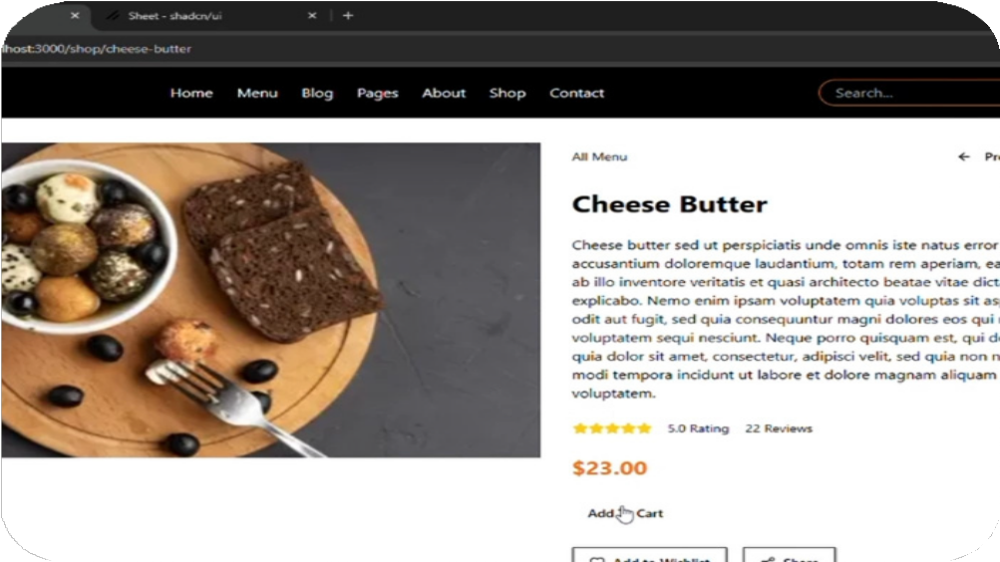 Sheet - shadcn/ui
lhost:3000/shop/cheese-butter
Home Menu Blog Pages About Shop Contact
Search...
All Menu
Cheese Butter
Cheese butter sed ut perspiciatis unde omnis iste natus error
accusantium doloremque laudantium, totam rem aperiam, ea
ab illo inventore veritatis et quasi architecto beatae vitae dict
explicabo. Nemo enim ipsam voluptatem quia voluptas sit as
odit aut fugit, sed quia consequuntur magni dolores eos qui
voluptatem sequi nesciunt. Neque porro quisquam est, qui d
quia dolor sit amet, consectetur, adipisci velit, sed quia non
modi tempora incidunt ut labore et dolore magnam aliquam
voluptatem.
5.0 Rating 22 Reviews
$23.00
Add Cart
Add to Wishlist Share